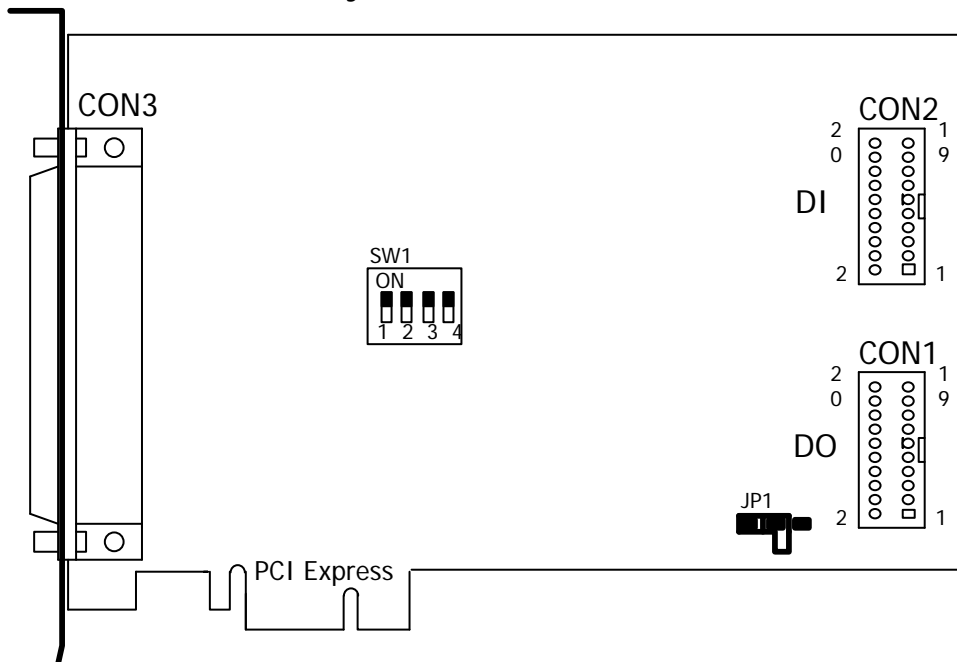 g
CON3
CON2
2 1
0 9
DI
2 1
SW1
ON
1 2 3 4
CON1
2 1
0 9
DO
2 1
JP1
PCI Express